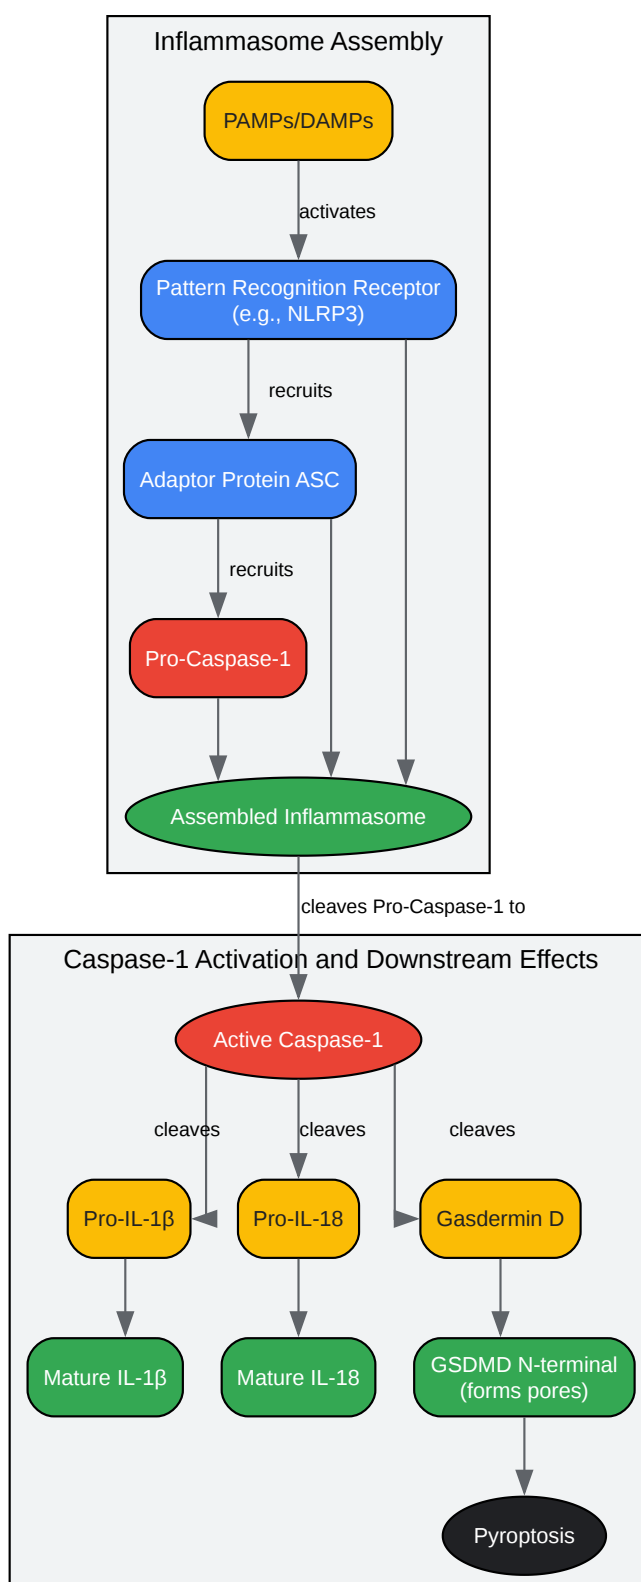 Inflammasome Assembly
PAMPs/DAMPs
activates
Pattern Recognition Receptor
(e.g., NLRP3)
recruits
Adaptor Protein ASC
recruits
Pro-Caspase-1
Assembled Inflammasome
cleaves Pro-Caspase-1 to
Caspase-1 Activation and Downstream Effects
Active Caspase-1
cleaves
cleaves
cleaves
Pro-IL-1β
Pro-IL-18
Gasdermin D
Mature IL-1β
Mature IL-18
GSDMD N-terminal
(forms pores)
Pyroptosis